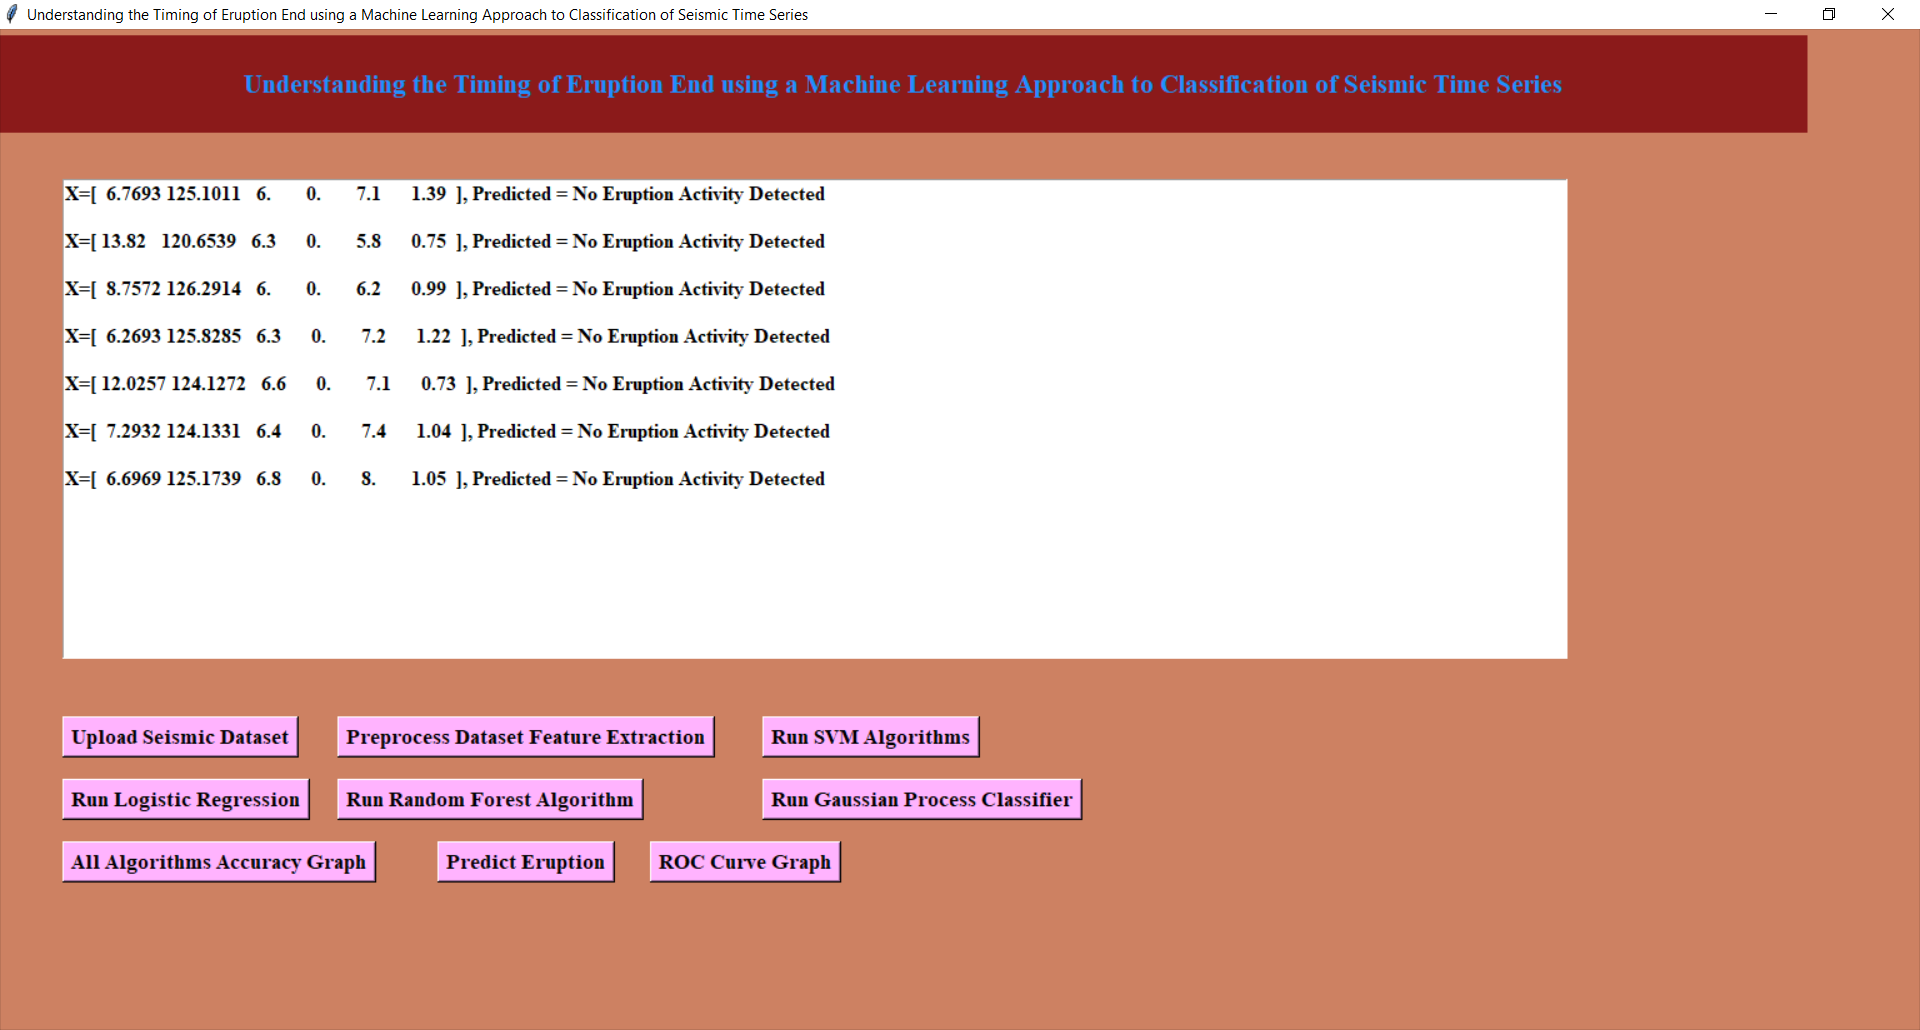 Understanding the Timing of Eruption End using a Machine Learning Approach to Classification of Seismic Time Series
Understanding the Timing of Eruption End using a Machine Learning Approach to Classification of Seismic Time Series
X=[  6.7693 125.1011   6.       0.       7.1      1.39  ], Predicted = No Eruption Activity Detected
X=[ 13.82   120.6539   6.3      0.       5.8      0.75  ], Predicted = No Eruption Activity Detected
X=[  8.7572 126.2914   6.       0.       6.2      0.99  ], Predicted = No Eruption Activity Detected
X=[  6.2693 125.8285   6.3      0.       7.2      1.22  ], Predicted = No Eruption Activity Detected
X=[ 12.0257 124.1272   6.6      0.       7.1      0.73  ], Predicted = No Eruption Activity Detected
X=[  7.2932 124.1331   6.4      0.       7.4      1.04  ], Predicted = No Eruption Activity Detected
X=[  6.6969 125.1739   6.8      0.       8.       1.05  ], Predicted = No Eruption Activity Detected
Upload Seismic Dataset
Preprocess Dataset Feature Extraction
Run SVM Algorithms
Run Logistic Regression
Run Random Forest Algorithm
Run Gaussian Process Classifier
All Algorithms Accuracy Graph
Predict Eruption
ROC Curve Graph